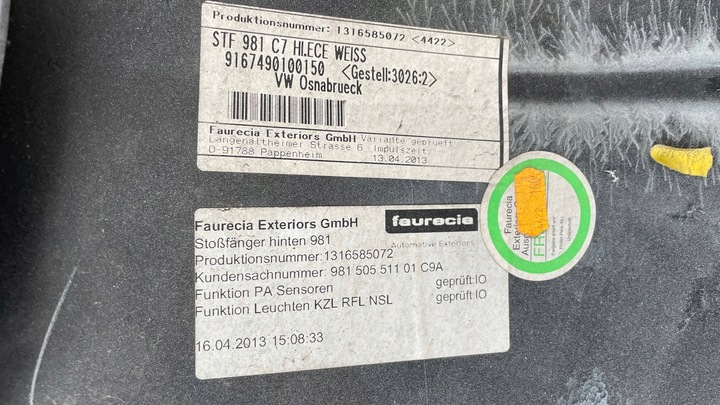 Produktionsnummer: 1316585072 <4422>
STF 981 C7 HI.ECE WEISS
9167490100150 <Gestell:3026:2>
VW Osnabrueck
Faurecia Exteriors GmbH Variante geprueft
Langenaltheimer Strasse 6 Impulszeit:
D-91788 Pappenheim 13.04.2013
Faurecia Exteriors GmbH faurecia
Stoßfänger hinten 981 Automotive Exteriors
Produktionsnummer:1316585072
Kundensachnummer: 981 505 511 01 C9A
Funktion PA Sensoren geprüft:IO
Funktion Leuchten KZL RFL NSL geprüft:IO
16.04.2013 15:08:33
Faurecia